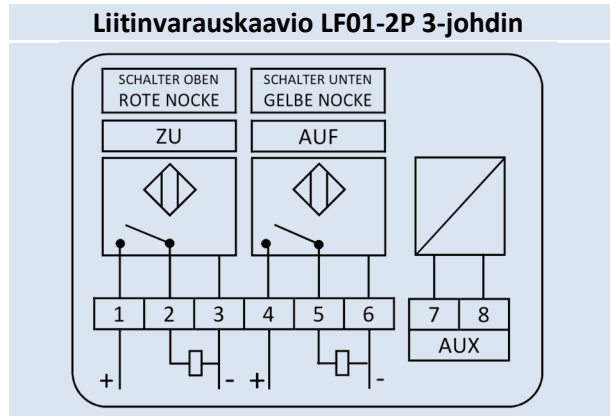 Liitinvarauskaavio LF01-2P 3-johdin
SCHALTER OBEN
ROTE NOCKE
SCHALTER UNTEN
GELBE NOCKE
ZU
AUF
1 2 3 4 5 6
7 8
AUX
+ - + -